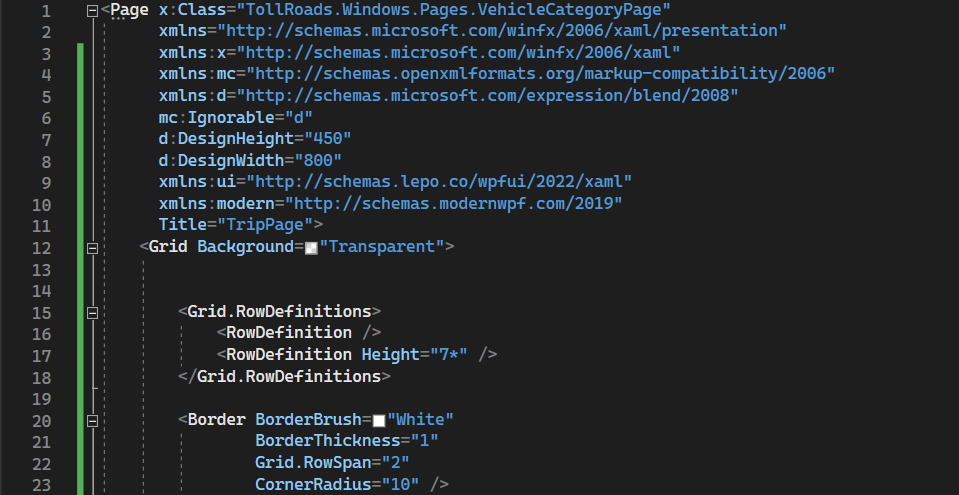 1 <Page x:Class="TollRoads.Windows.Pages.VehicleCategoryPage"
2 xmlns="http://schemas.microsoft.com/winfx/2006/xaml/presentation"
3 xmlns:x="http://schemas.microsoft.com/winfx/2006/xaml"
4 xmlns:mc="http://schemas.openxmlformats.org/markup-compatibility/2006"
5 xmlns:d="http://schemas.microsoft.com/expression/blend/2008"
6 mc:Ignorable="d"
7 d:DesignHeight="450"
8 d:DesignWidth="800"
9 xmlns:ui="http://schemas.lepo.co/wpfui/2022/xaml"
10 xmlns:modern="http://schemas.modernwpf.com/2019"
11 Title="TripPage">
12 <Grid Background="Transparent">
13
14
15 <Grid.RowDefinitions>
16 <RowDefinition />
17 <RowDefinition Height="7*" />
18 </Grid.RowDefinitions>
19
20 <Border BorderBrush="White"
21 BorderThickness="1"
22 Grid.RowSpan="2"
23 CornerRadius="10" />